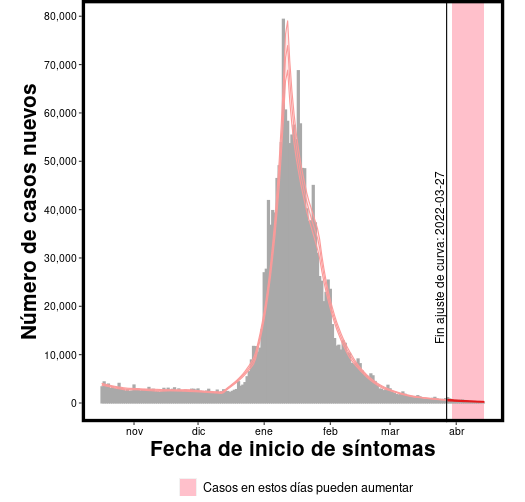 Número de casos nuevos
80,000
70,000
60,000
50,000
40,000
30,000
20,000
10,000
0
Fin ajuste de curva: 2022-03-27
nov dic ene feb mar abr
Fecha de inicio de síntomas
Casos en estos días pueden aumentar